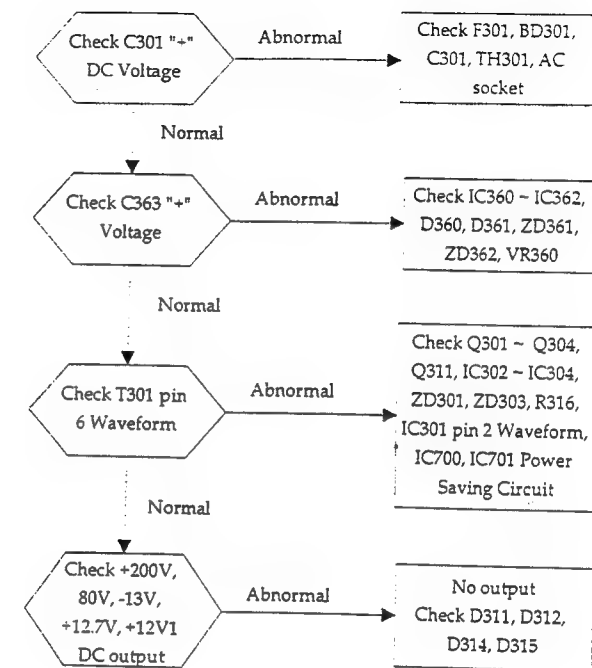 Check C301 "+"
DC Voltage
Abnormal
Check F301, BD301,
C301, TH301, AC
socket
Normal
Check C363 "+"
Voltage
Abnormal
Check IC360 ~ IC362,
D360, D361, ZD361,
ZD362, VR360
Normal
Check T301 pin
6 Waveform
Abnormal
Check Q301 ~ Q304,
Q311, IC302 ~ IC304,
ZD301, ZD303, R316,
IC301 pin 2 Waveform,
IC700, IC701 Power
Saving Circuit
Normal
Check +200V,
80V, -13V,
+12.7V, +12V1
DC output
Abnormal
No output
Check D311, D312,
D314, D315